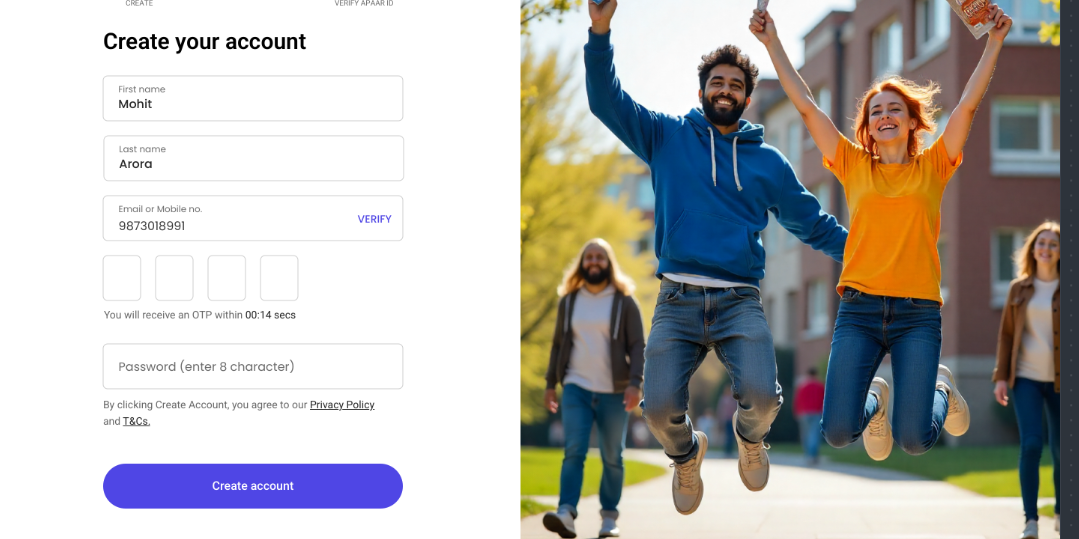 CREATE
VERIFY APAAR ID
Create your account
First name
Mohit
Last name
Arora
Email or Mobile no.
9873018991
VERIFY
You will receive an OTP within 00:14 secs
Password (enter 8 character)
By clicking Create Account, you agree to our Privacy Policy
and T&Cs.
Create account